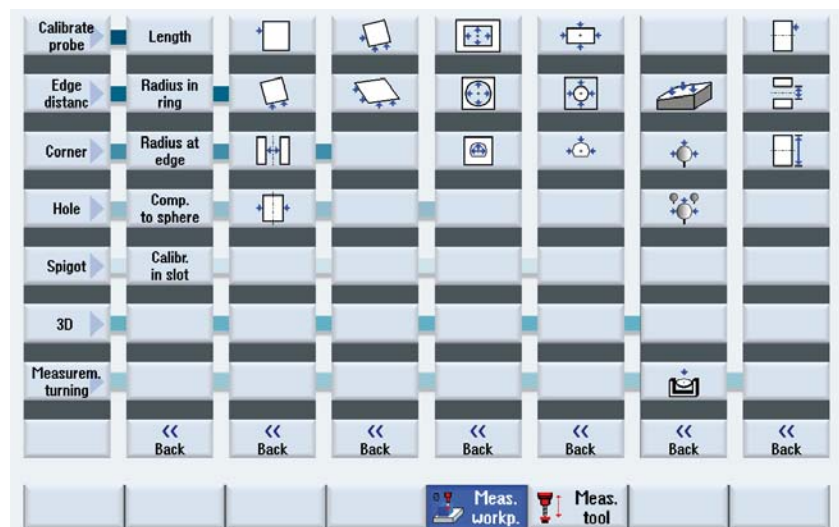 Calibrate
probe
Length
Edge
distanc
Radius in
ring
Corner
Radius at
edge
Hole
Comp.
to sphere
Spigot
Calibr.
in slot
3D
Measurem.
turning
<<
Back
<<
Back
<<
Back
<<
Back
<<
Back
<<
Back
<<
Back
Meas.
workp.
Meas.
tool